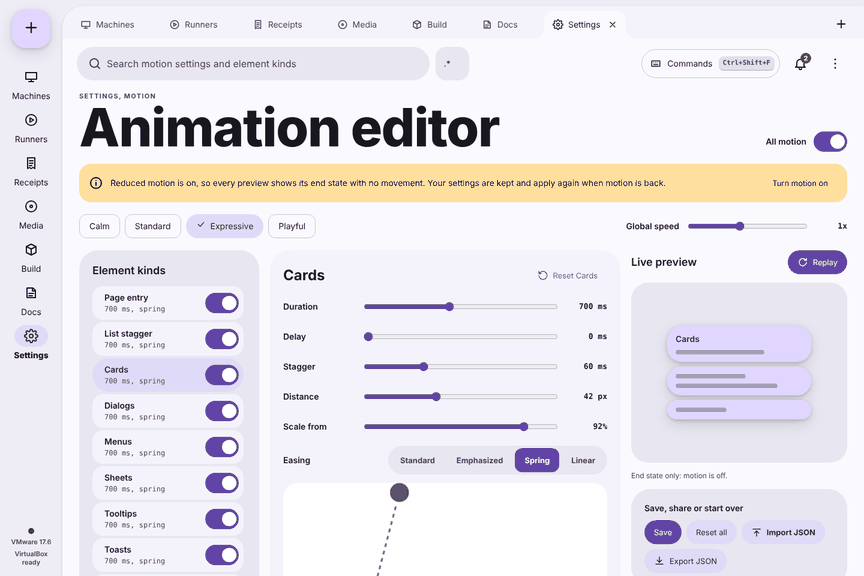 Machines
Runners
Receipts
Media
Build
Docs
Settings
Search motion settings and element kinds
.*
Commands
Ctrl+Shift+F
2
Machines
Runners
Receipts
Media
Build
Docs
Settings
VMware 17.6
VirtualBox
ready
SETTINGS, MOTION
Animation editor
All motion
Reduced motion is on, so every preview shows its end state with no movement. Your settings are kept and apply again when motion is back.
Turn motion on
Calm
Standard
Expressive
Playful
Global speed
1x
Element kinds
Page entry
700 ms, spring
List stagger
700 ms, spring
Cards
700 ms, spring
Dialogs
700 ms, spring
Menus
700 ms, spring
Sheets
700 ms, spring
Tooltips
700 ms, spring
Toasts
700 ms, spring
Cards
Reset Cards
Duration
700 ms
Delay
0 ms
Stagger
60 ms
Distance
42 px
Scale from
92%
Easing
Standard
Emphasized
Spring
Linear
Live preview
Replay
Cards
End state only: motion is off.
Save, share or start over
Save
Reset all
Import JSON
Export JSON